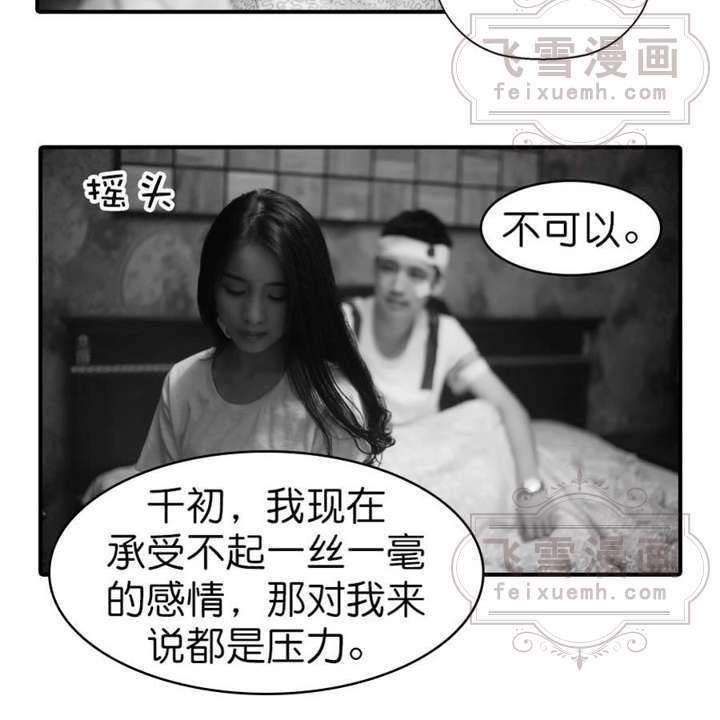 飞雪漫画
feixuemh.com
摇头
不可以。
千初，我现在
承受不起一丝一毫
的感情，那对我来
说都是压力。
飞雪漫画
feixuemh.com